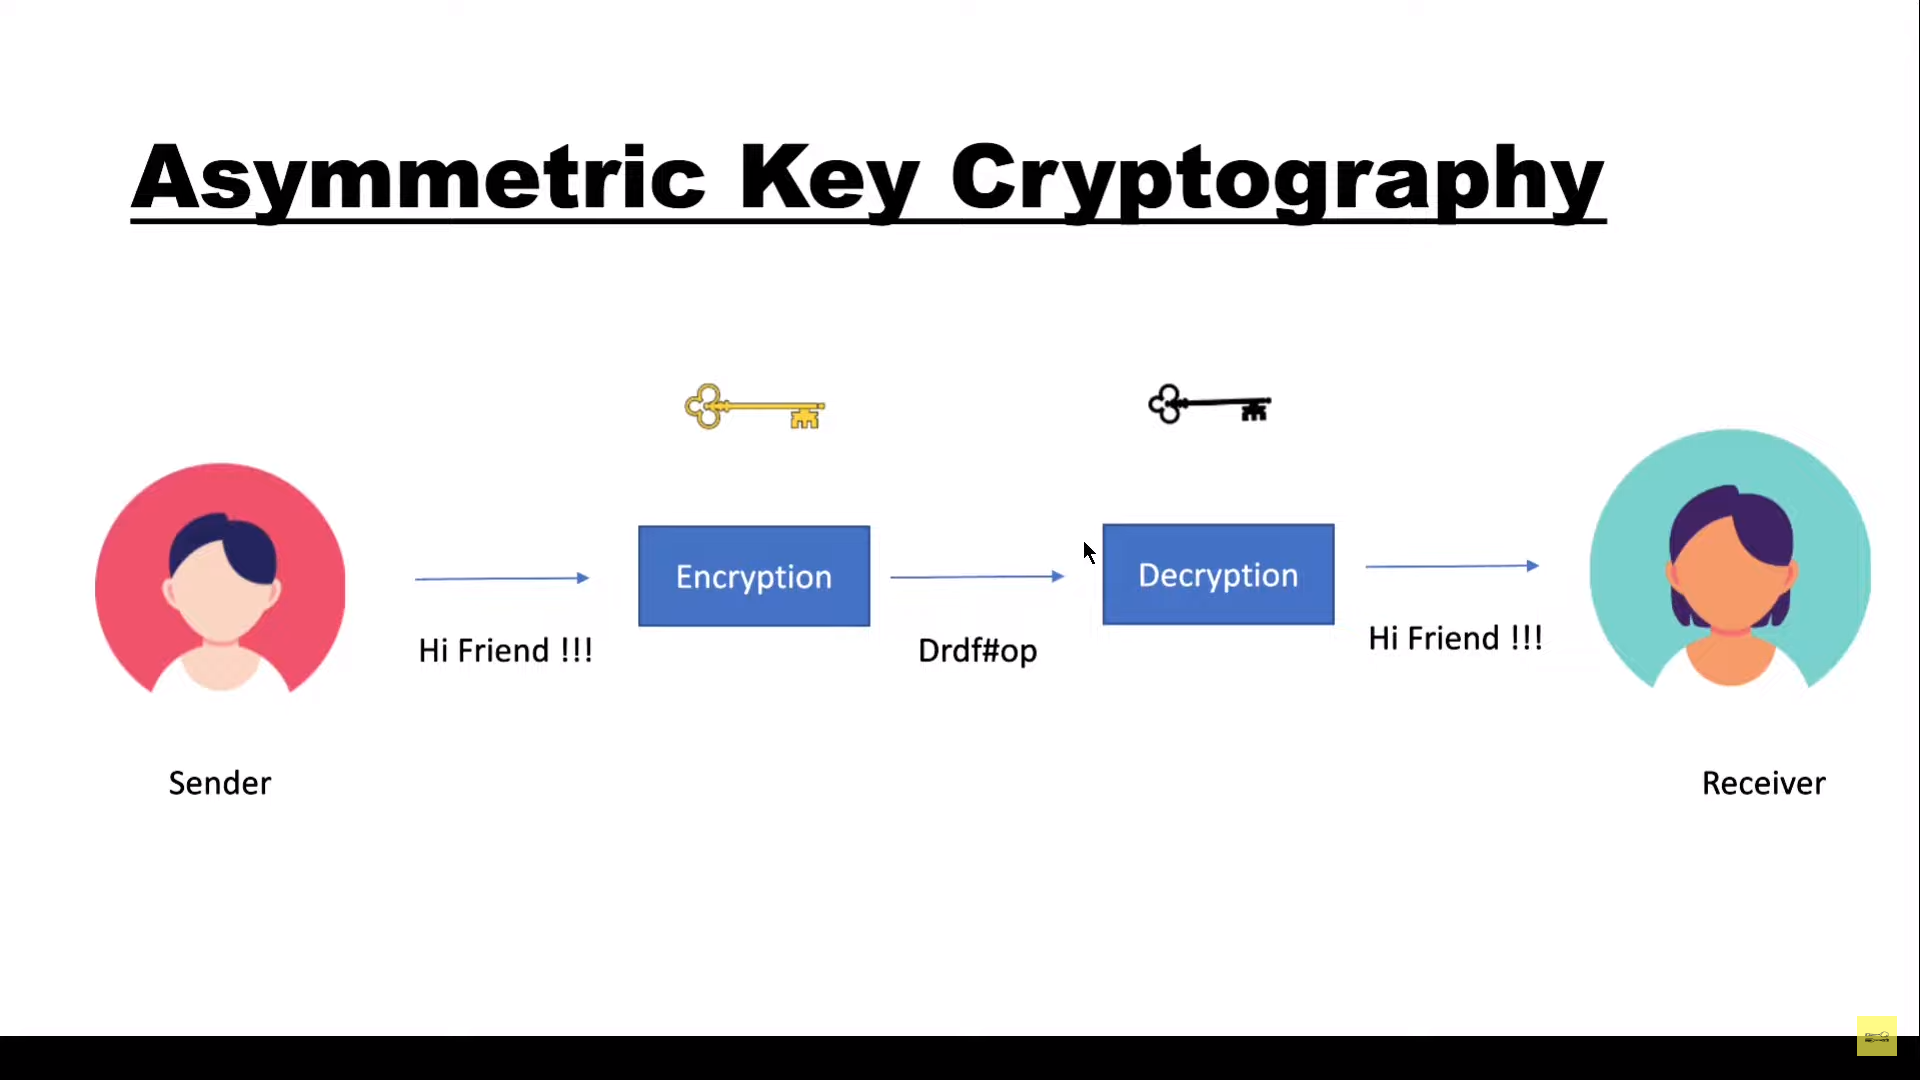 Asymmetric Key Cryptography
Encryption
Decryption
Hi Friend !!!
Drdf#op
Hi Friend !!!
Sender
Receiver